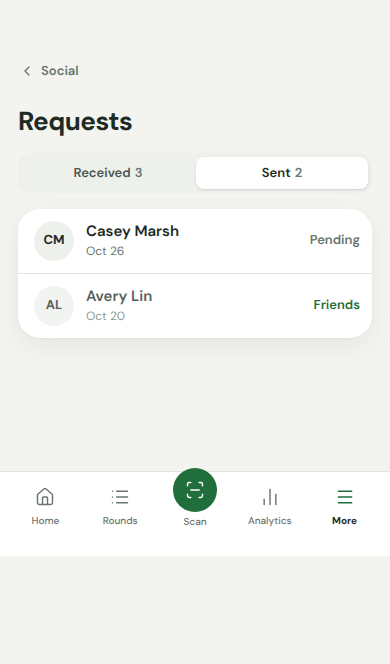 Social
Requests
Received 3
Sent 2
CM
Casey Marsh
Oct 26
Pending
AL
Avery Lin
Oct 20
Friends
Home
Rounds
Scan
Analytics
More